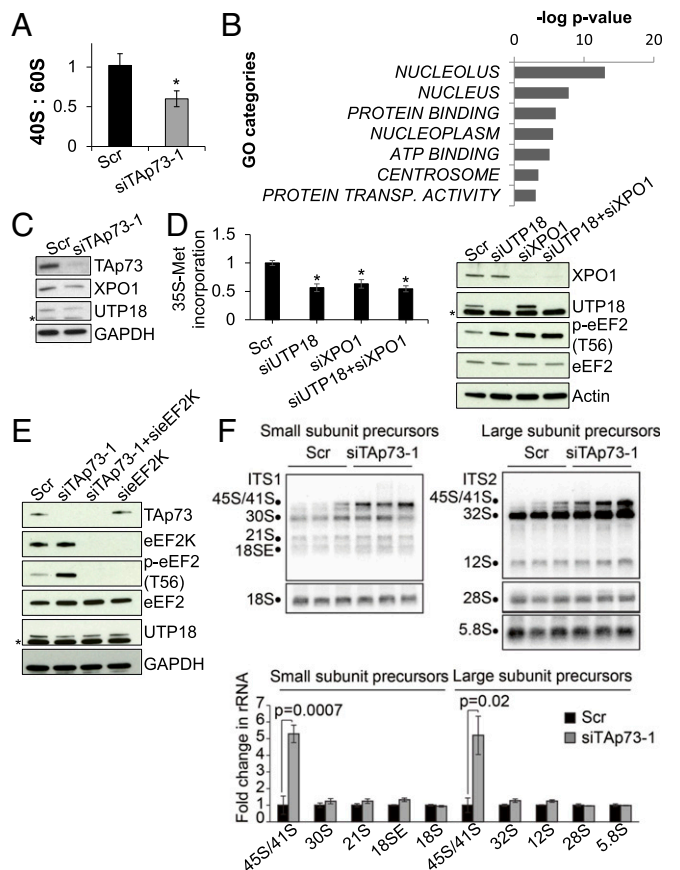 A
40S : 60S
1
0.5
0
Scr
siTAp73-1
*
B
-log p-value
0 10 20
GO categories
NUCLEOLUS
NUCLEUS
PROTEIN BINDING
NUCLEOPLASM
ATP BINDING
CENTROSOME
PROTEIN TRANSP. ACTIVITY
C
Scr
siTAp73-1
TAp73
XPO1
UTP18
*
GAPDH
D
35S-Met
incorporation
1.5
1
0.5
0
* * *
Scr
siUTP18
siXPO1
siUTP18+siXPO1
Scr
siUTP18
siXPO1
siUTP18+siXPO1
XPO1
UTP18
*
p-eEF2
(T56)
eEF2
Actin
E
Scr
siTAp73-1
siTAp73-1+sieEF2K
sieEF2K
TAp73
eEF2K
p-eEF2
(T56)
eEF2
UTP18
*
GAPDH
F
Small subunit precursors
Scr siTAp73-1
ITS1
45S/41S
30S
21S
18SE
18S
Large subunit precursors
Scr siTAp73-1
ITS2
45S/41S
32S
12S
28S
5.8S
Small subunit precursors Large subunit precursors
Fold change in rRNA
7
6
5
4
3
2
1
0
p=0.0007
p=0.02
Scr
siTAp73-1
45S/41S
30S
21S
18SE
18S
45S/41S
32S
12S
28S
5.8S